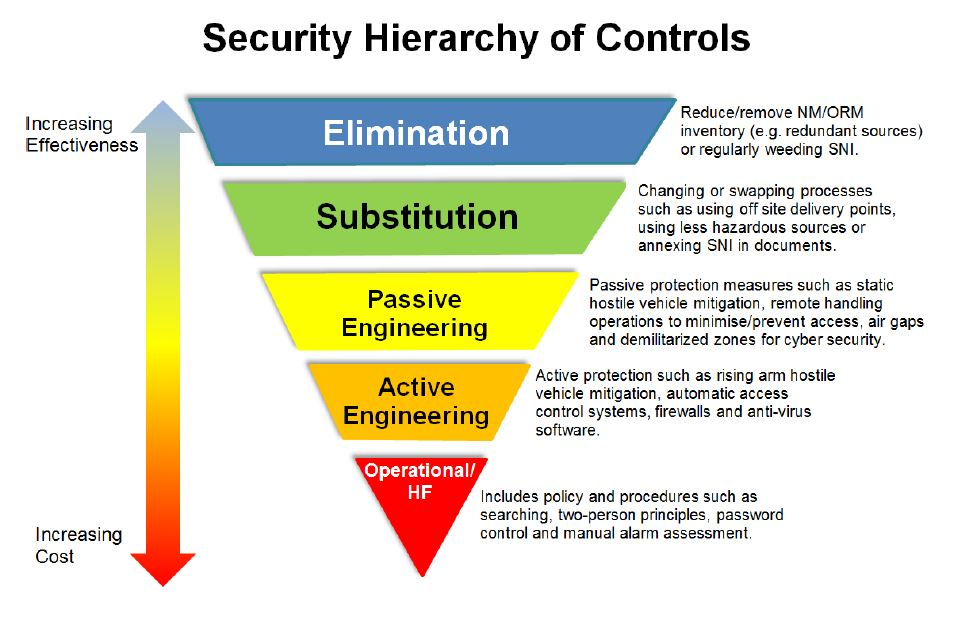 Security Hierarchy of Controls
Increasing
Effectiveness
Elimination
Reduce/remove NM/ORM
inventory (e.g. redundant sources)
or regularly weeding SNI.
Substitution
Changing or swapping processes
such as using off site delivery points,
using less hazardous sources or
annexing SNI in documents.
Passive
Engineering
Passive protection measures such as static
hostile vehicle mitigation, remote handling
operations to minimise/prevent access, air gaps
and demilitarized zones for cyber security.
Active
Engineering
Active protection such as rising arm hostile
vehicle mitigation, automatic access
control systems, firewalls and anti-virus
software.
Operational/
HF
Includes policy and procedures such as
searching, two-person principles, password
control and manual alarm assessment.
Increasing
Cost